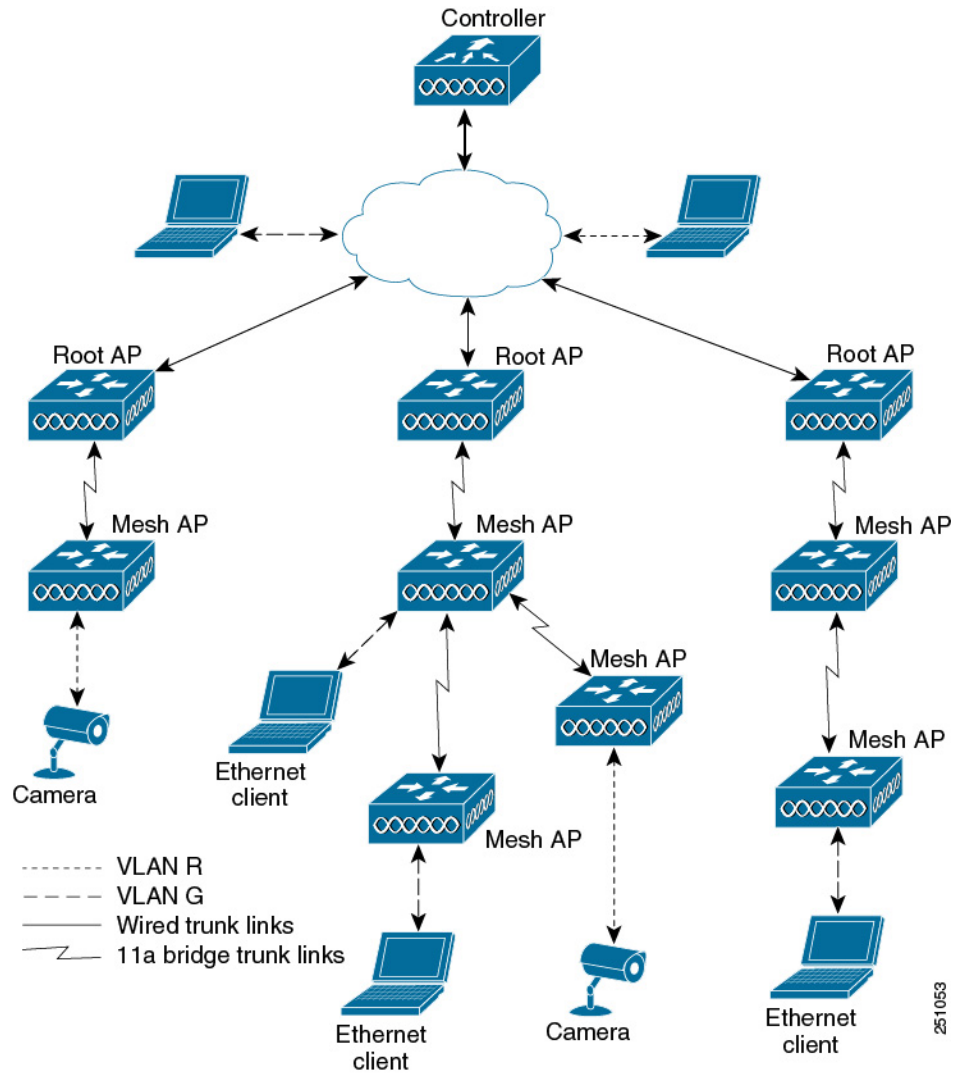 Controller
Root AP
Root AP
Root AP
Mesh AP
Mesh AP
Mesh AP
Mesh AP
Mesh AP
Ethernet
client
Camera
Mesh AP
VLAN R
VLAN G
Wired trunk links
11a bridge trunk links
Ethernet
client
Camera
Ethernet
client
251053